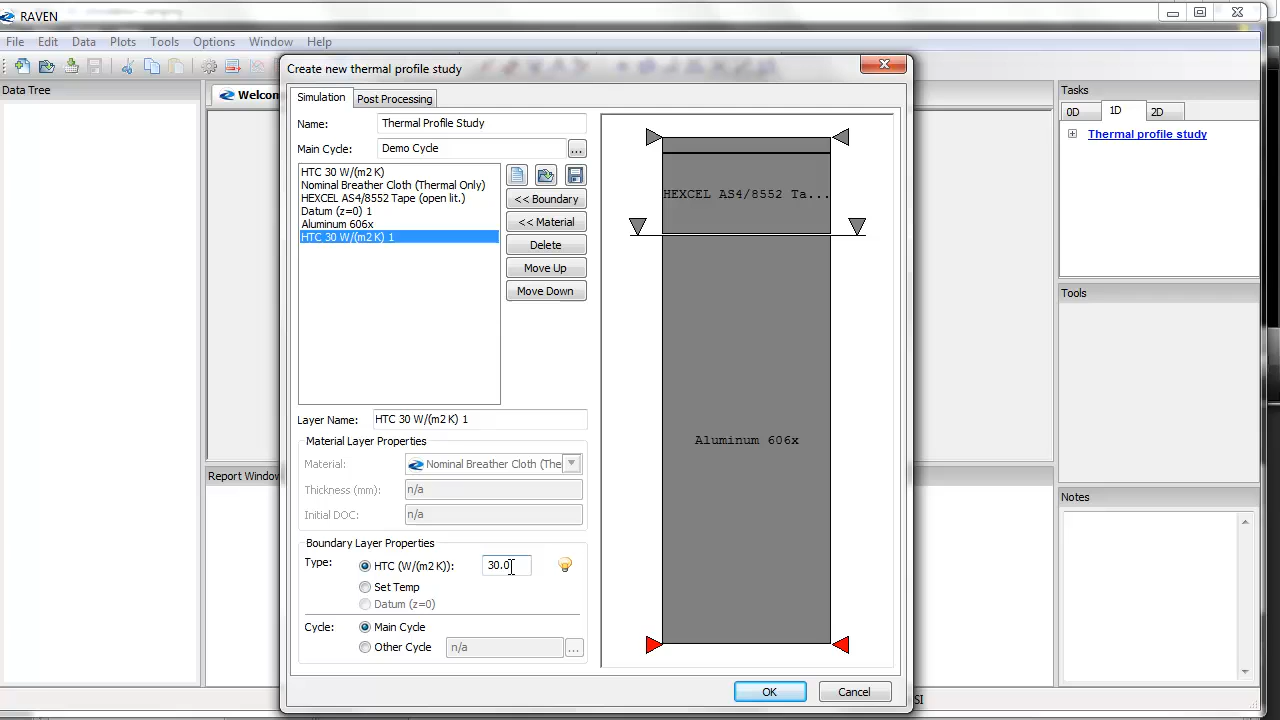 RAVEN
File Edit Data Plots Tools Options Window Help
Data Tree
Welcom
Create new thermal profile study
Simulation Post Processing
Name: Thermal Profile Study
Main Cycle: Demo Cycle ...
HTC 30 W/(m2 K)
Nominal Breather Cloth (Thermal Only)
HEXCEL AS4/8552 Tape (open lit.)
Datum (z=0) 1
Aluminum 606x
HTC 30 W/(m2 K) 1
<< Boundary
<< Material
Delete
Move Up
Move Down
Layer Name: HTC 30 W/(m2 K) 1
Material Layer Properties
Material: Nominal Breather Cloth (The
Thickness (mm): n/a
Initial DOC: n/a
Boundary Layer Properties
Type: HTC (W/(m2 K)): 30.0
Set Temp
Datum (z=0)
Cycle: Main Cycle
Other Cycle n/a ...
HEXCEL AS4/8552 Ta...
Aluminum 606x
OK Cancel
Report Window
Tasks
0D 1D 2D
Thermal profile study
Tools
Notes
SI